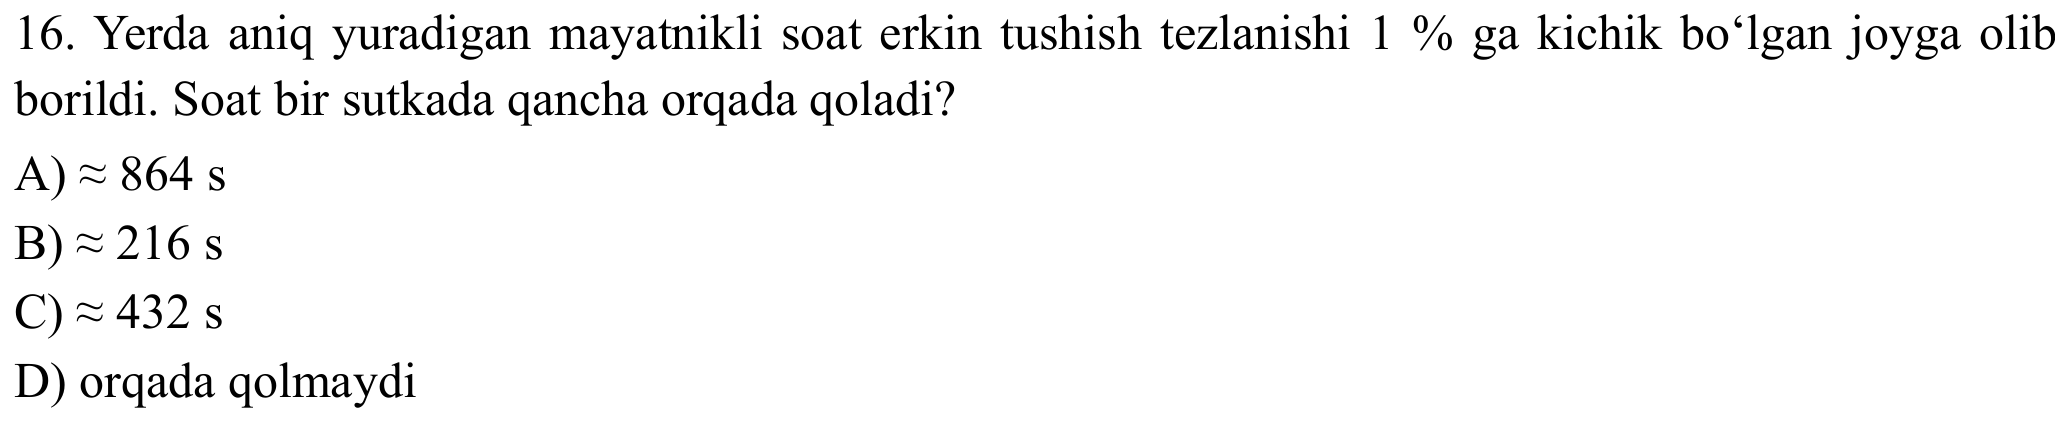 16. Yerda aniq yuradigan mayatnikli soat erkin tushish tezlanishi 1 % ga kichik bo‘lgan joyga olib
borildi. Soat bir sutkada qancha orqada qoladi?
A) ≈ 864 s
B) ≈ 216 s
C) ≈ 432 s
D) orqada qolmaydi